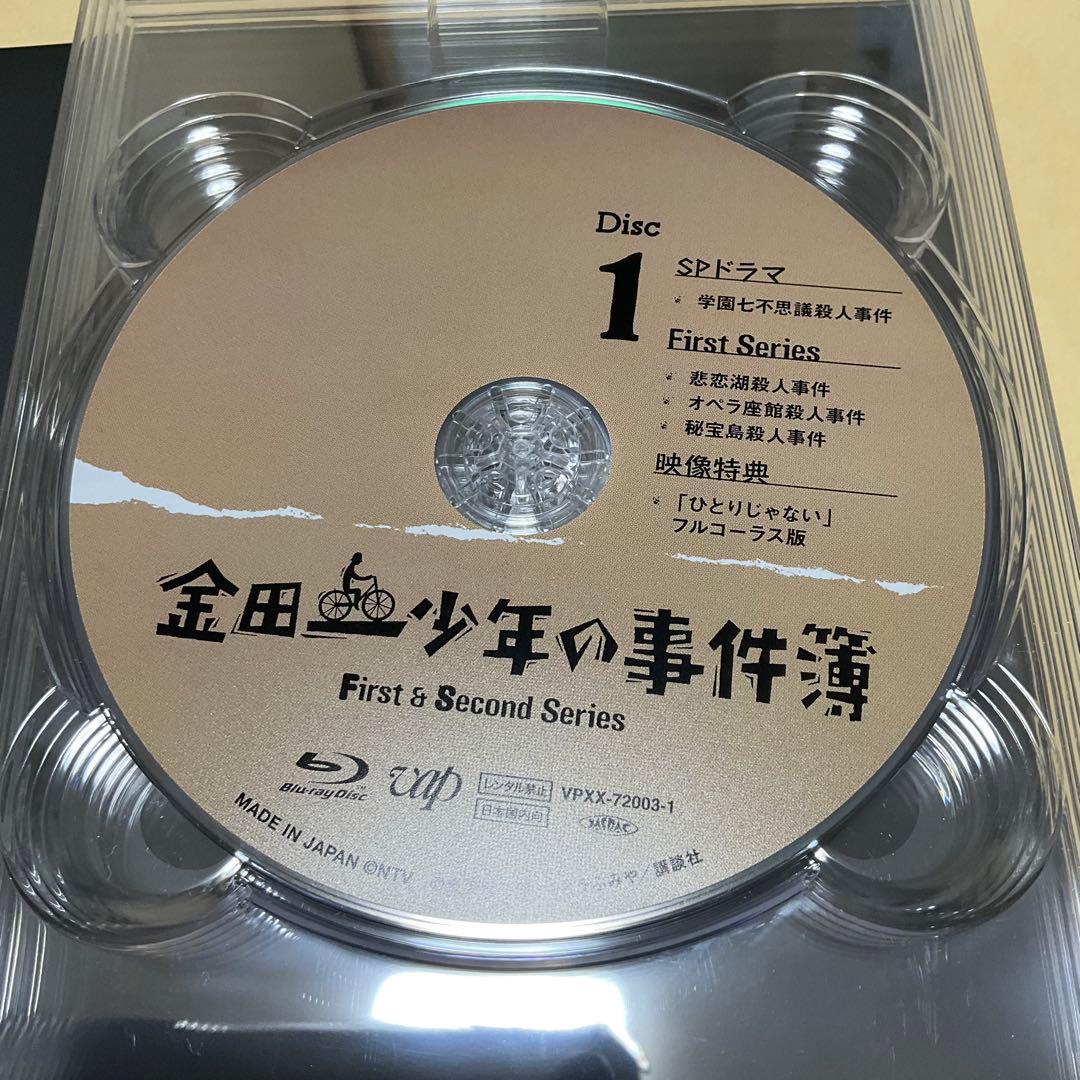 Disc
1
SPドラマ
学園七不思議殺人事件
First Series
悲恋湖殺人事件
オペラ座館殺人事件
秘宝島殺人事件
映像特典
「ひとりじゃない」
フルコーラス版
金田一少年の事件簿
First & Second Series
Blu-ray Disc™
vap
レンタル禁止
VPXX-72003-1
日本国内向
MADE IN JAPAN ©NTV
ふみや/講談社